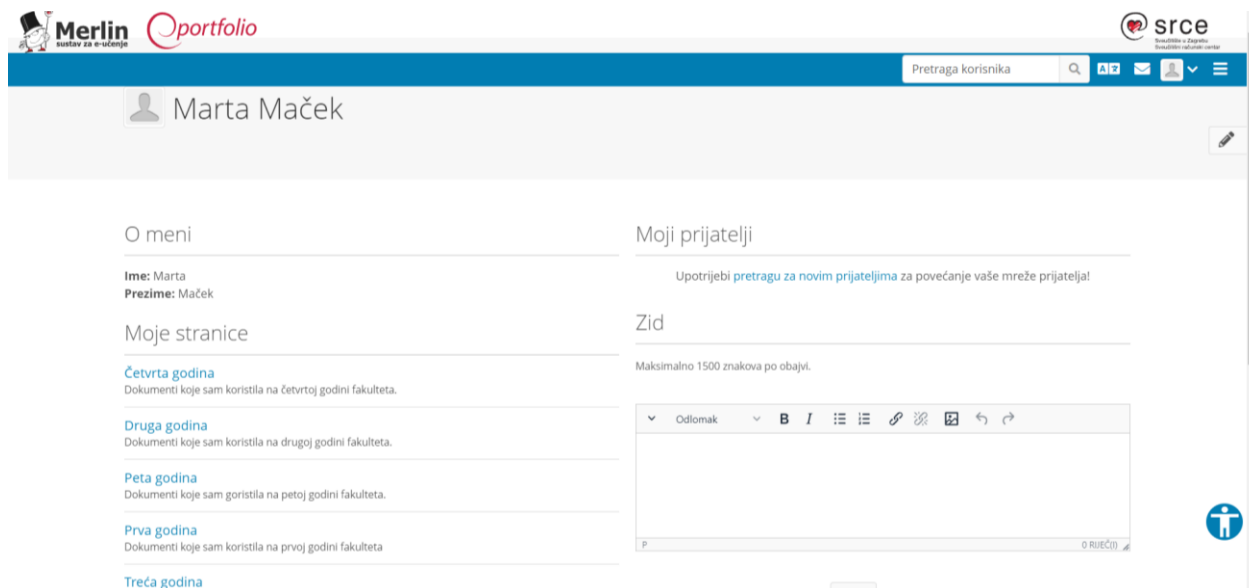 Merlin
sustav za e-učenje
portfolio
srce
Sveučilište u Zagrebu
Sveučilišni računski centar
Pretraga korisnika
Marta Maček
O meni
Ime: Marta
Prezime: Maček
Moje stranice
Četvrta godina
Dokumenti koje sam koristila na četvrtoj godini fakulteta.
Druga godina
Dokumenti koje sam koristila na drugoj godini fakulteta.
Peta godina
Dokumenti koje sam goristila na petoj godini fakulteta.
Prva godina
Dokumenti koje sam koristila na prvoj godini fakulteta
Treća godina
Moji prijatelji
Upotrijebi pretragu za novim prijateljima za povećanje vaše mreže prijatelja!
Zid
Maksimalno 1500 znakova po objavi.
Odlomak B I
P 0 RIJEČ(I)